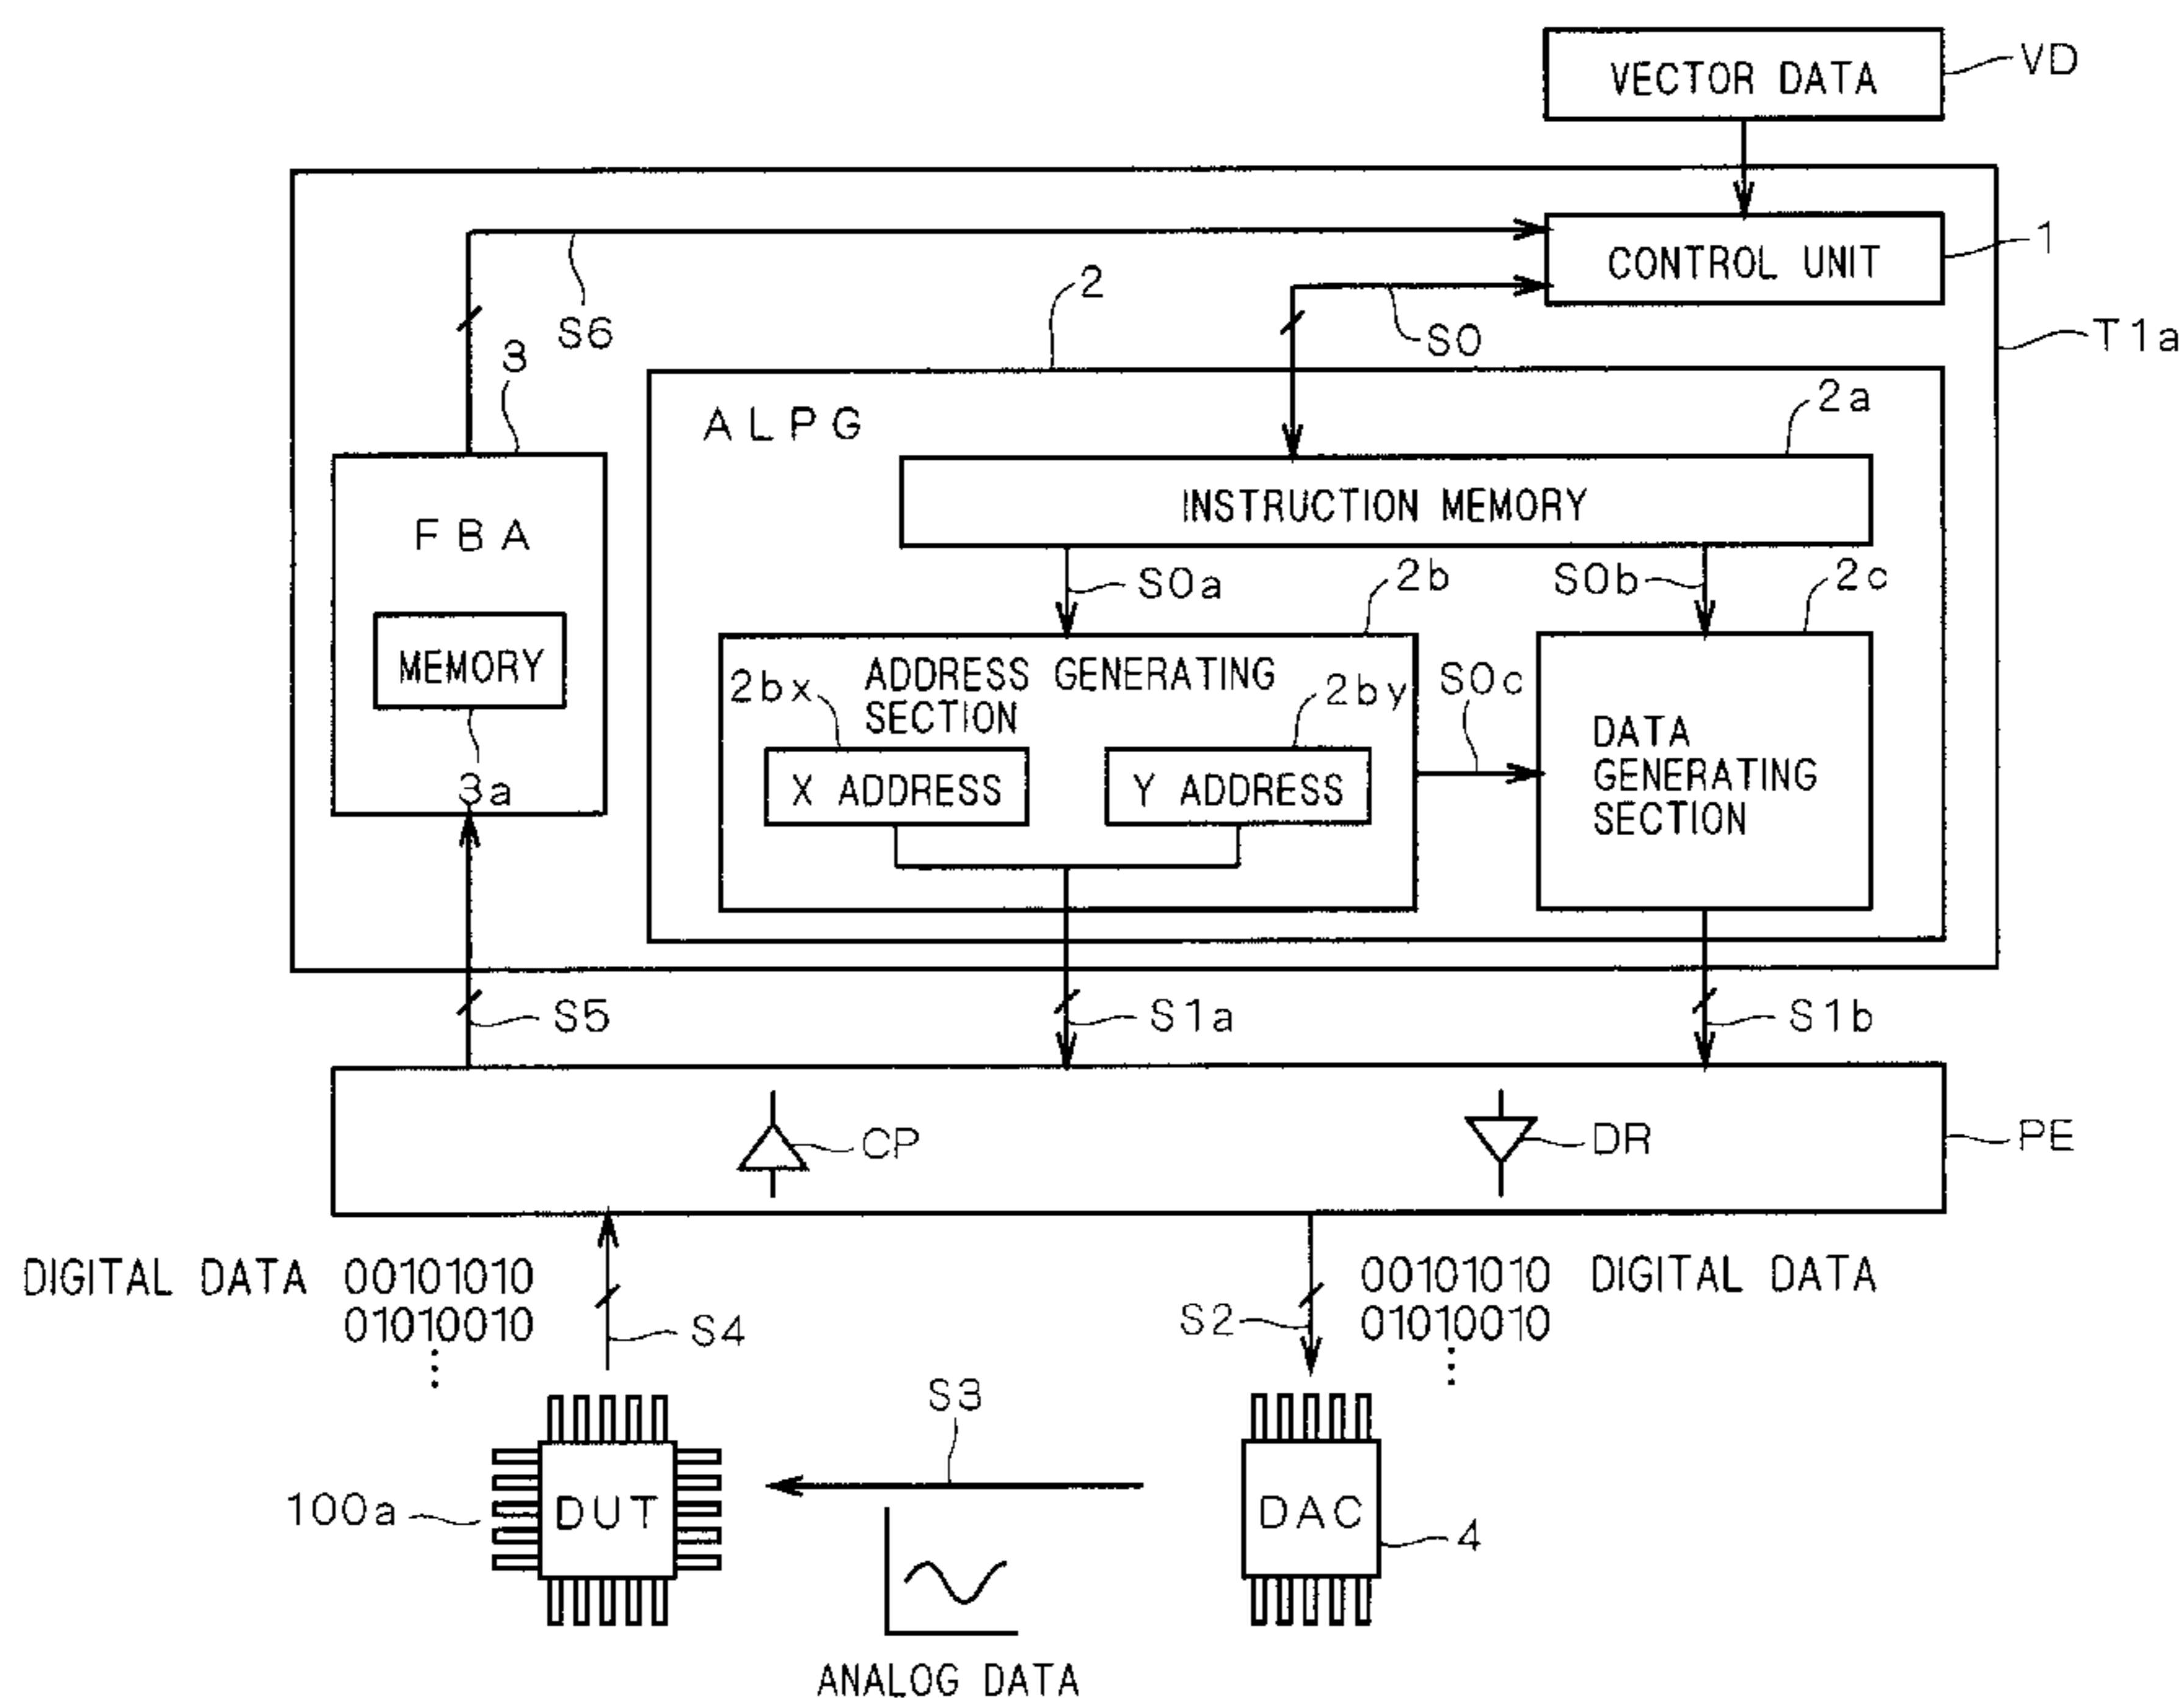 VECTOR DATA
VD
CONTROL UNIT
1
S6
S0
2
T1a
3
ALPG
2a
FBA
INSTRUCTION MEMORY
S0a
2b
S0b
2c
MEMORY
3a
2bx
ADDRESS GENERATING
SECTION
2by
S0c
X ADDRESS
Y ADDRESS
DATA
GENERATING
SECTION
S5
S1a
S1b
CP
DR
PE
DIGITAL DATA 00101010
01010010
S4
S2
00101010 DIGITAL DATA
01010010
S3
100a
DUT
DAC
4
ANALOG DATA